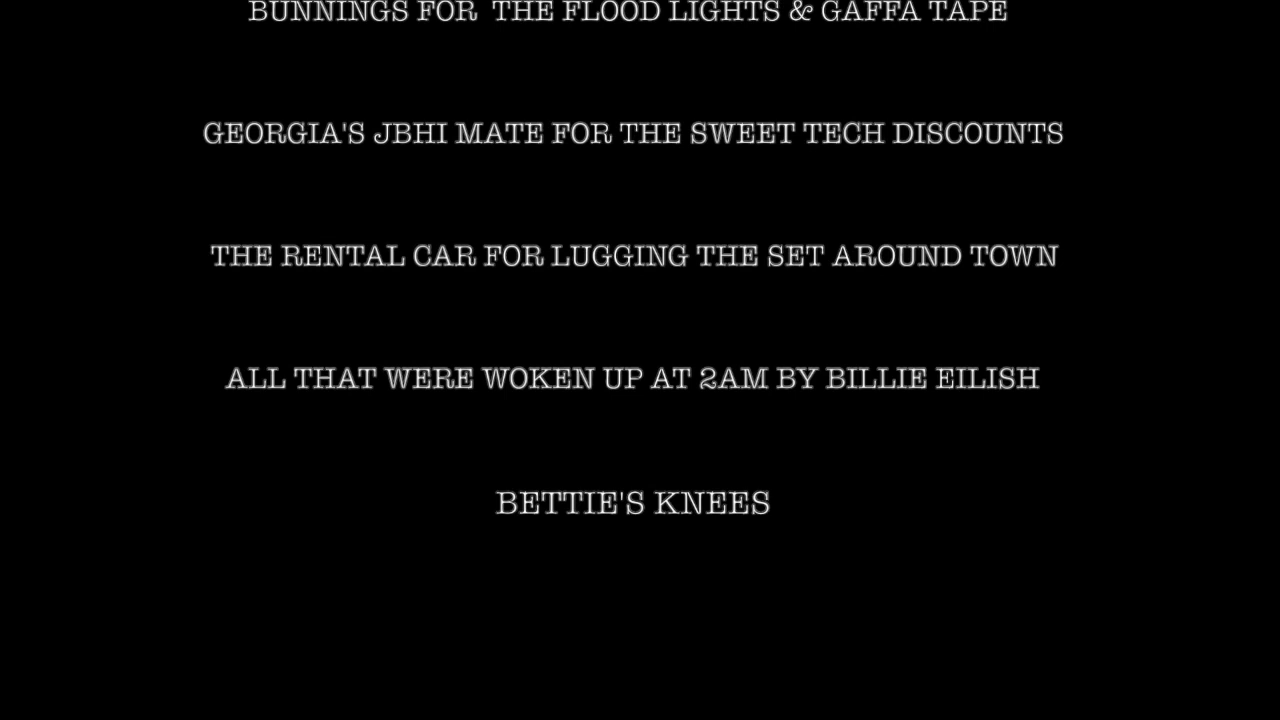 BUNNINGS FOR THE FLOOD LIGHTS & GAFFA TAPE
GEORGIA'S JBHI MATE FOR THE SWEET TECH DISCOUNTS
THE RENTAL CAR FOR LUGGING THE SET AROUND TOWN
ALL THAT WERE WOKEN UP AT 2AM BY BILLIE EILISH
BETTIE'S KNEES